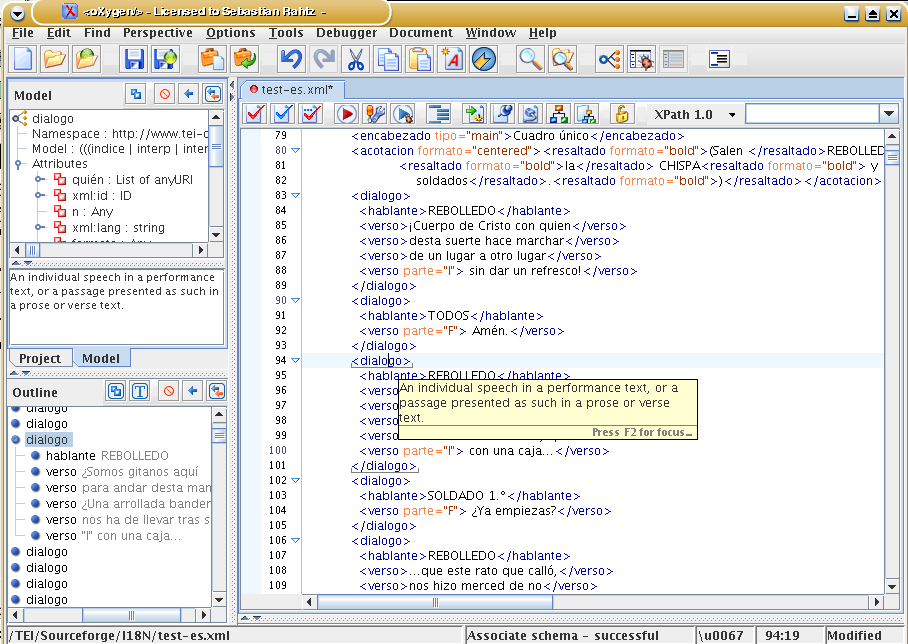 <oXygen/> - Licensed to Sebastian Rahtz -
File Edit Find Perspective Options Tools Debugger Document Window Help
Model
dialogo
Namespace : http://www.tei-c
Model : (((indice | interp | inter
Attributes
quién : List of anyURI
xml:id : ID
n : Any
xml:lang : string
An individual speech in a performance
text, or a passage presented as such in
a prose or verse text.
Project Model
Outline
dialogo
dialogo
dialogo
hablante REBOLLEDO
verso ¿Somos gitanos aquí
verso para andar desta man
verso ¿Una arrollada bander
verso nos ha de llevar tras s
verso "I" con una caja...
dialogo
dialogo
dialogo
dialogo
test-es.xml*
XPath 1.0
79 <encabezado tipo="main">Cuadro único</encabezado>
80 <acotacion formato="centered"> <resaltado formato="bold">(Salen </resaltado>REBOLLED
81 <resaltado formato="bold">la</resaltado> CHISPA<resaltado formato="bold"> y
82 soldados</resaltado>.<resaltado formato="bold">)</resaltado> </acotacion>
83 <dialogo>
84 <hablante>REBOLLEDO</hablante>
85 <verso>¡Cuerpo de Cristo con quien</verso>
86 <verso>desta suerte hace marchar</verso>
87 <verso>de un lugar a otro lugar</verso>
88 <verso parte="I"> sin dar un refresco!</verso>
89 </dialogo>
90 <dialogo>
91 <hablante>TODOS</hablante>
92 <verso parte="F"> Amén.</verso>
93 </dialogo>
94 <dialogo>
95 <hablante>REBOLLEDO</hablante>
96 <verso
97 <verso
98 <verso
99 <verso
100 <verso parte="I"> con una caja...</verso>
101 </dialogo>
102 <dialogo>
103 <hablante>SOLDADO 1.°</hablante>
104 <verso parte="F"> ¿Ya empiezas?</verso>
105 </dialogo>
106 <dialogo>
107 <hablante>REBOLLEDO</hablante>
108 <verso>...que este rato que calló,</verso>
109 <verso>nos hizo merced de no</verso>
An individual speech in a performance text, or a
passage presented as such in a prose or verse
text.
Press F2 for focus
/TEI/Sourceforge/I18N/test-es.xml Associate schema - successful \u0067 94:19 Modified